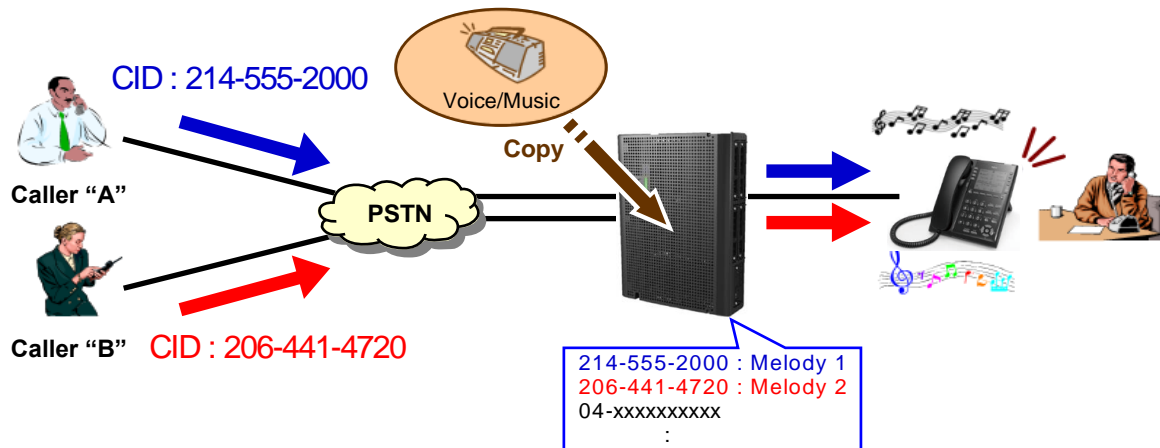 CID : 214-555-2000
Voice/Music
Copy
Caller “A”
PSTN
Caller “B”
CID : 206-441-4720
214-555-2000 : Melody 1
206-441-4720 : Melody 2
04-xxxxxxxxxx
: